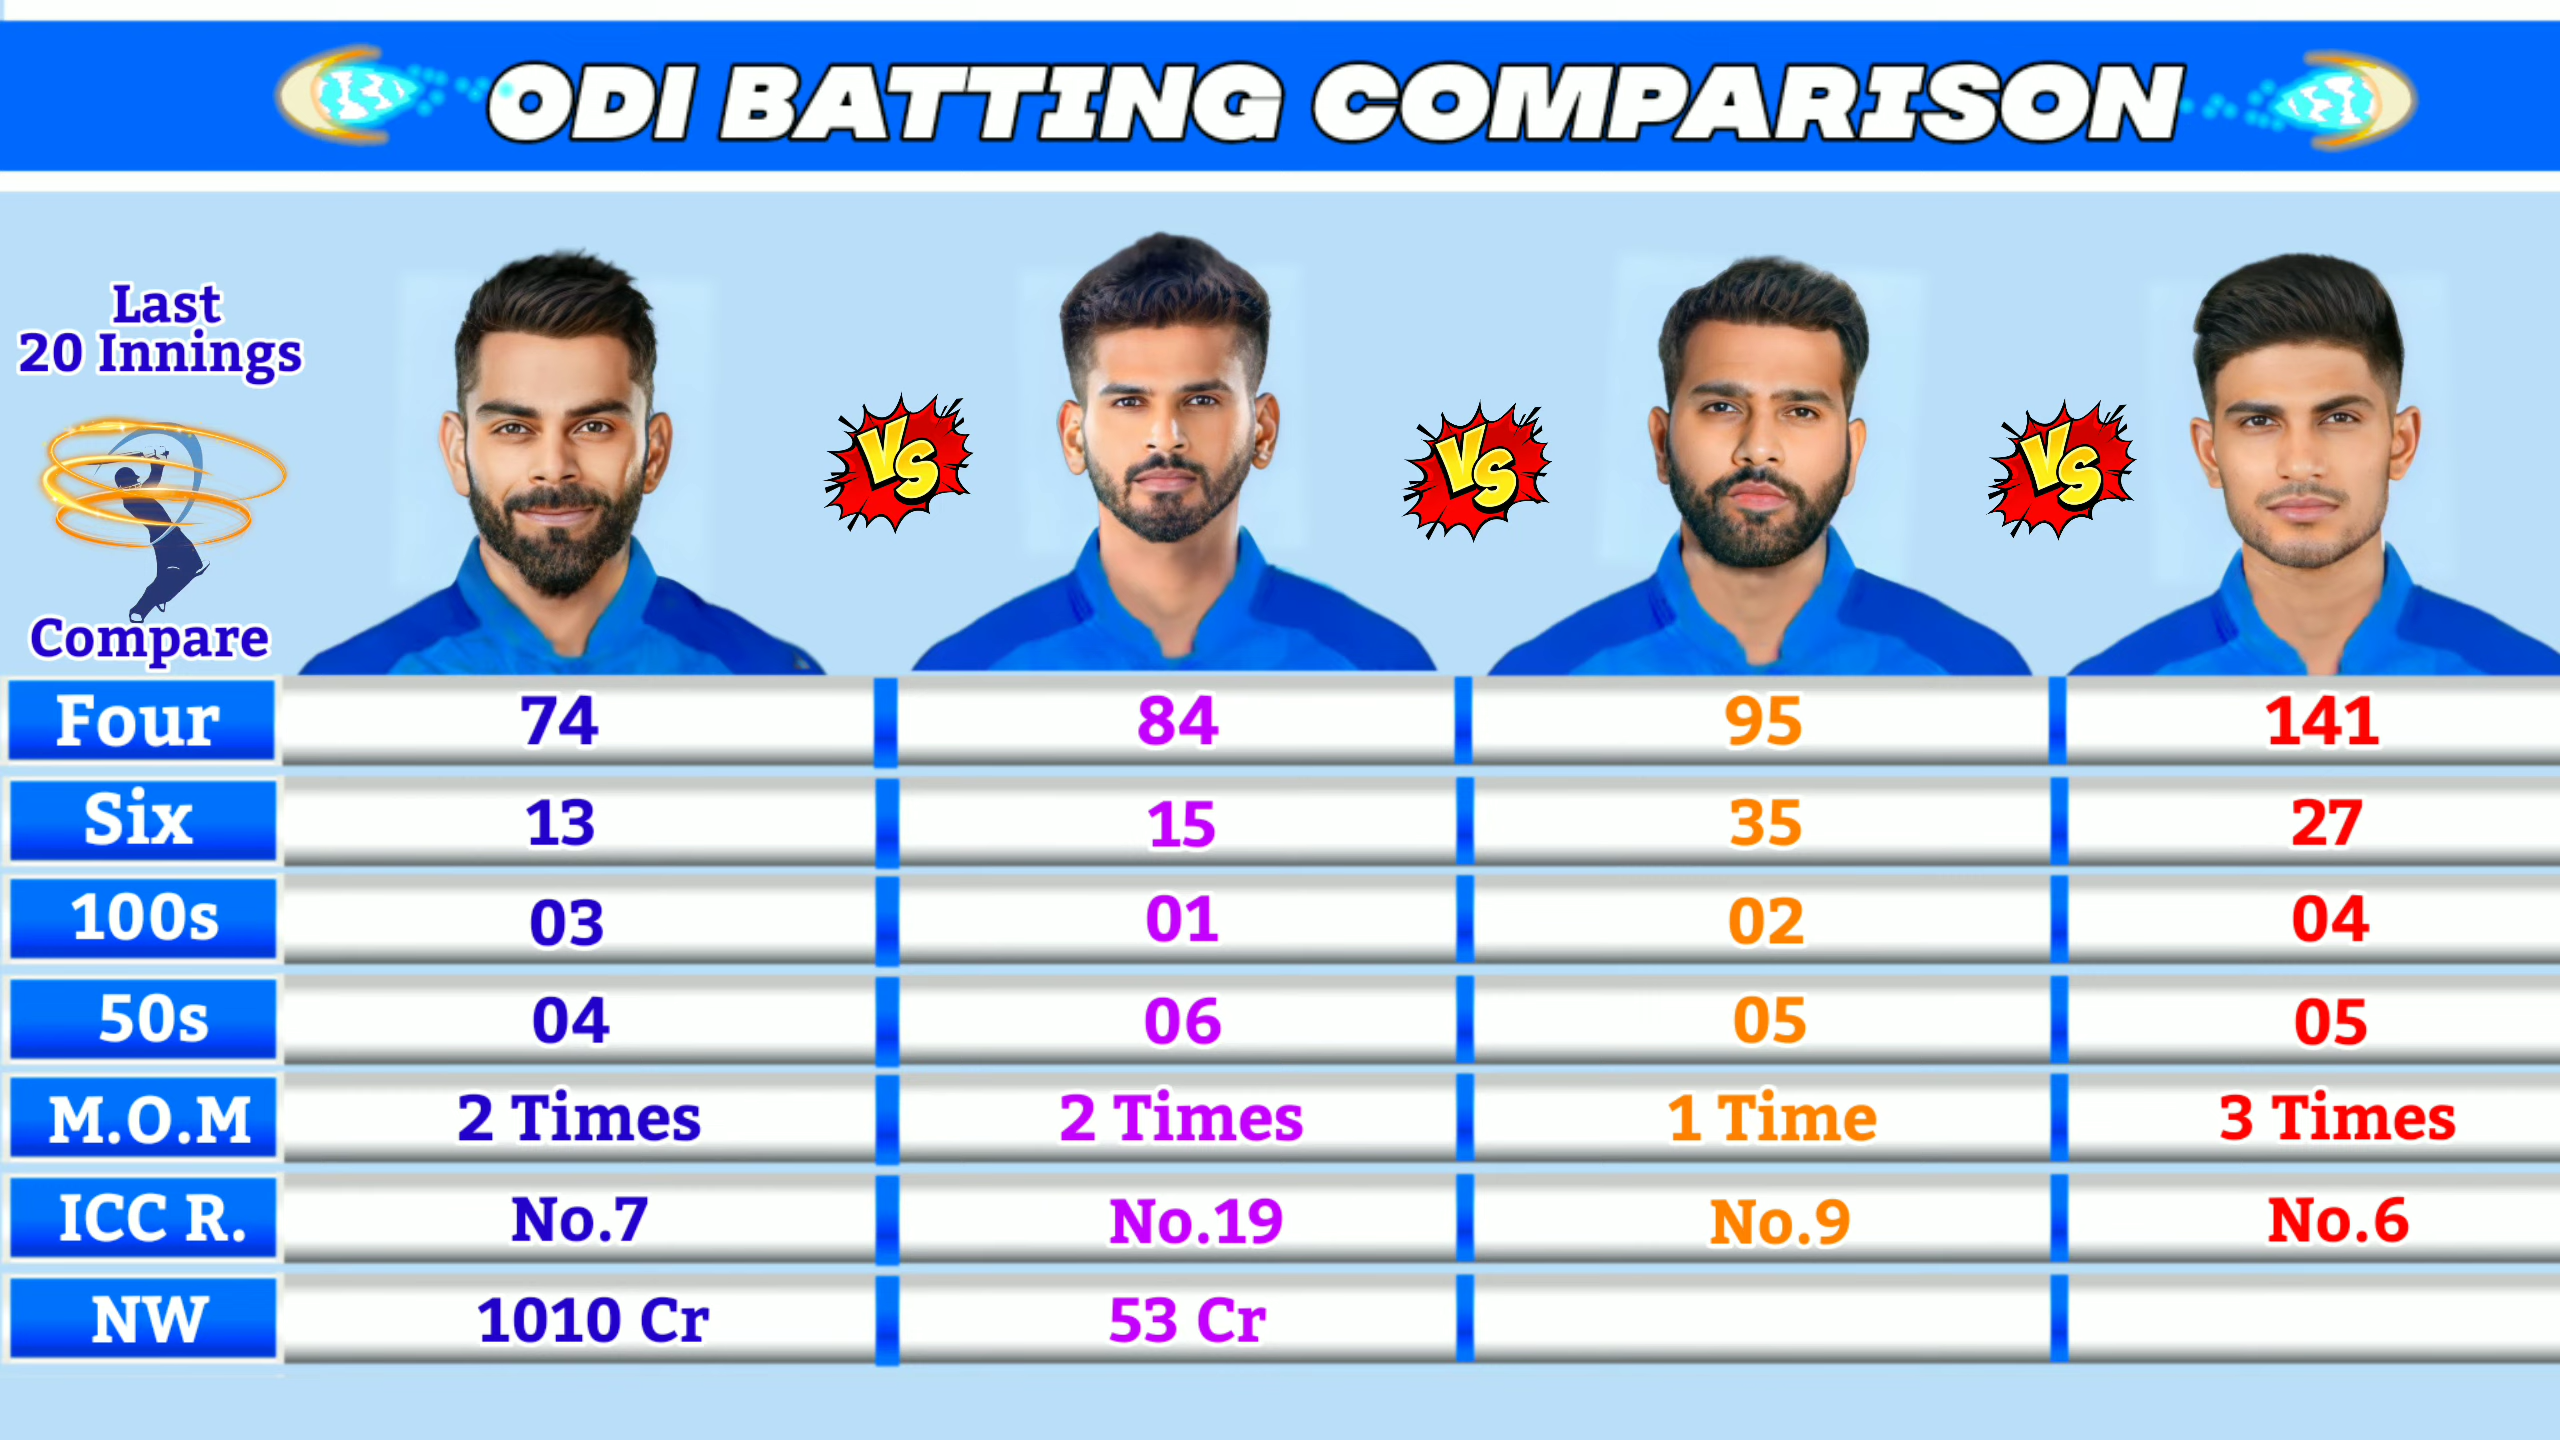 ODI BATTING COMPARISON
Last
20 Innings
Compare
VS
VS
VS
Four 74 84 95 141
Six 13 15 35 27
100s 03 01 02 04
50s 04 06 05 05
M.O.M 2 Times 2 Times 1 Time 3 Times
ICC R. No.7 No.19 No.9 No.6
NW 1010 Cr 53 Cr